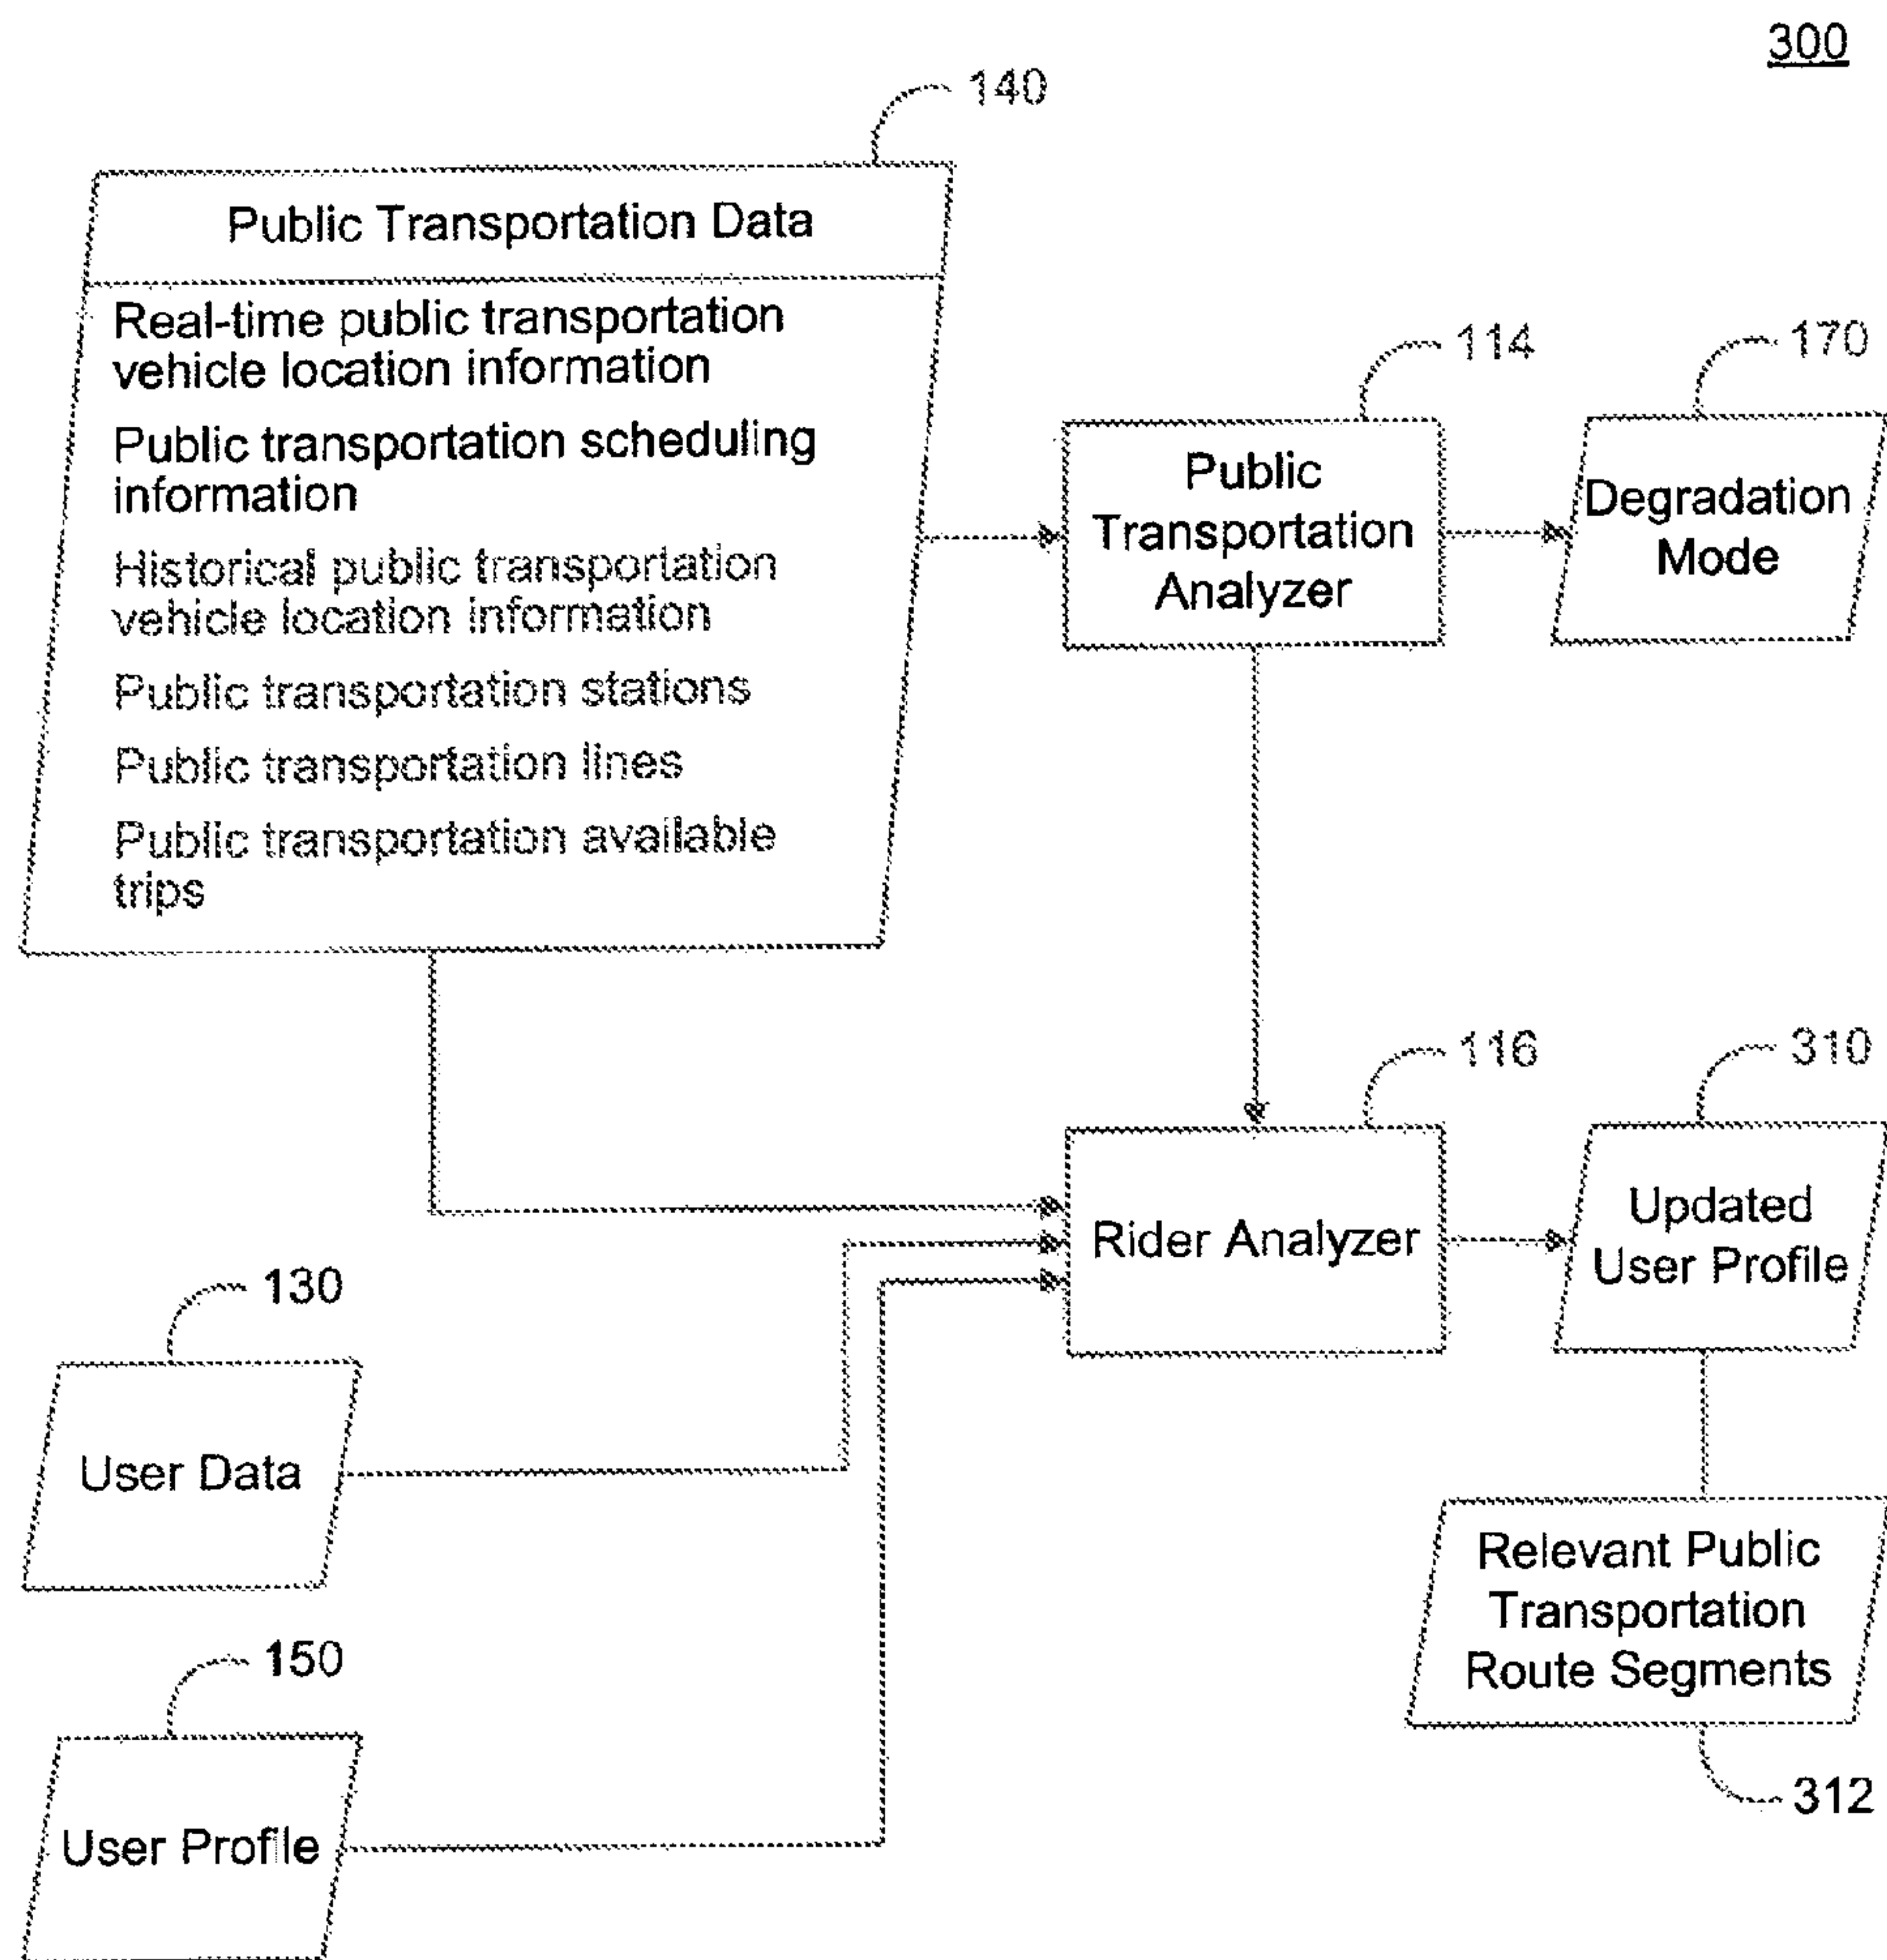 300
140
Public Transportation Data
Real-time public transportation
vehicle location information
Public transportation scheduling
information
Historical public transportation
vehicle location information
Public transportation stations
Public transportation lines
Public transportation available
trips
114
Public
Transportation
Analyzer
170
Degradation
Mode
116
Rider Analyzer
310
Updated
User Profile
130
User Data
Relevant Public
Transportation
Route Segments
312
150
User Profile